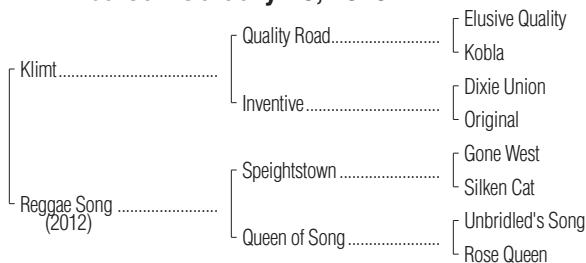 Elusive Quality
Quality Road
Kobla
Klimt
Dixie Union
Inventive
Original
Gone West
Speightstown
Silken Cat
Reggae Song
(2012)
Unbridled's Song
Queen of Song
Rose Queen